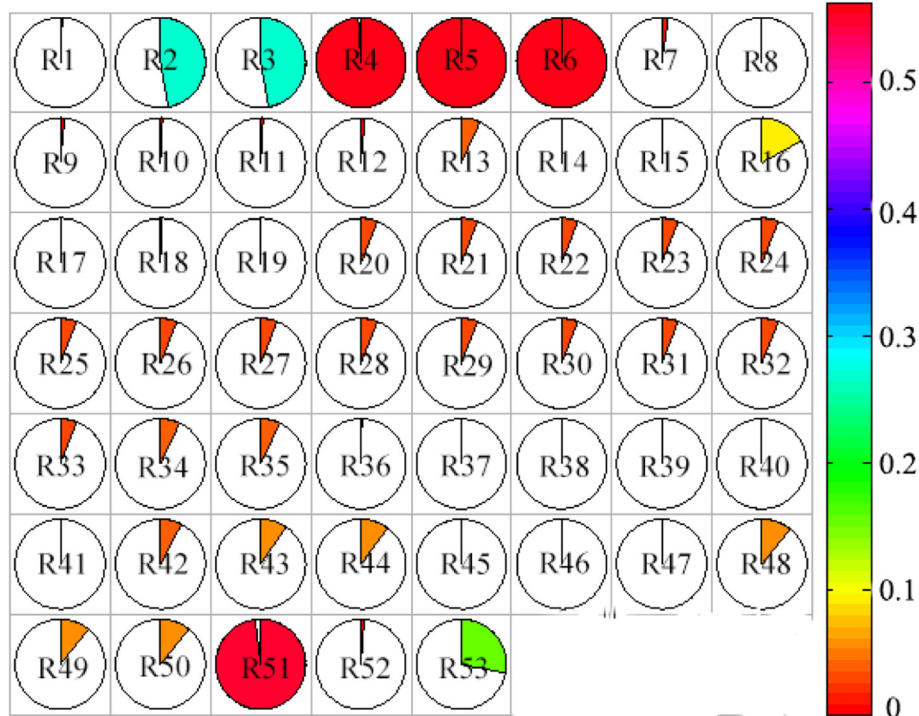 R1 R2 R3 R4 R5 R6 R7 R8
R9 R10 R11 R12 R13 R14 R15 R16
R17 R18 R19 R20 R21 R22 R23 R24
R25 R26 R27 R28 R29 R30 R31 R32
R33 R34 R35 R36 R37 R38 R39 R40
R41 R42 R43 R44 R45 R46 R47 R48
R49 R50 R51 R52 R53
0.5
0.4
0.3
0.2
0.1
0